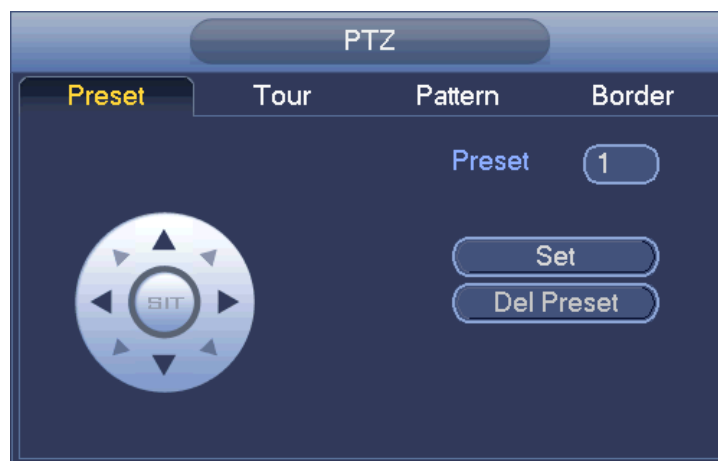 PTZ
Preset Tour Pattern Border
Preset 1
SIT
Set
Del Preset